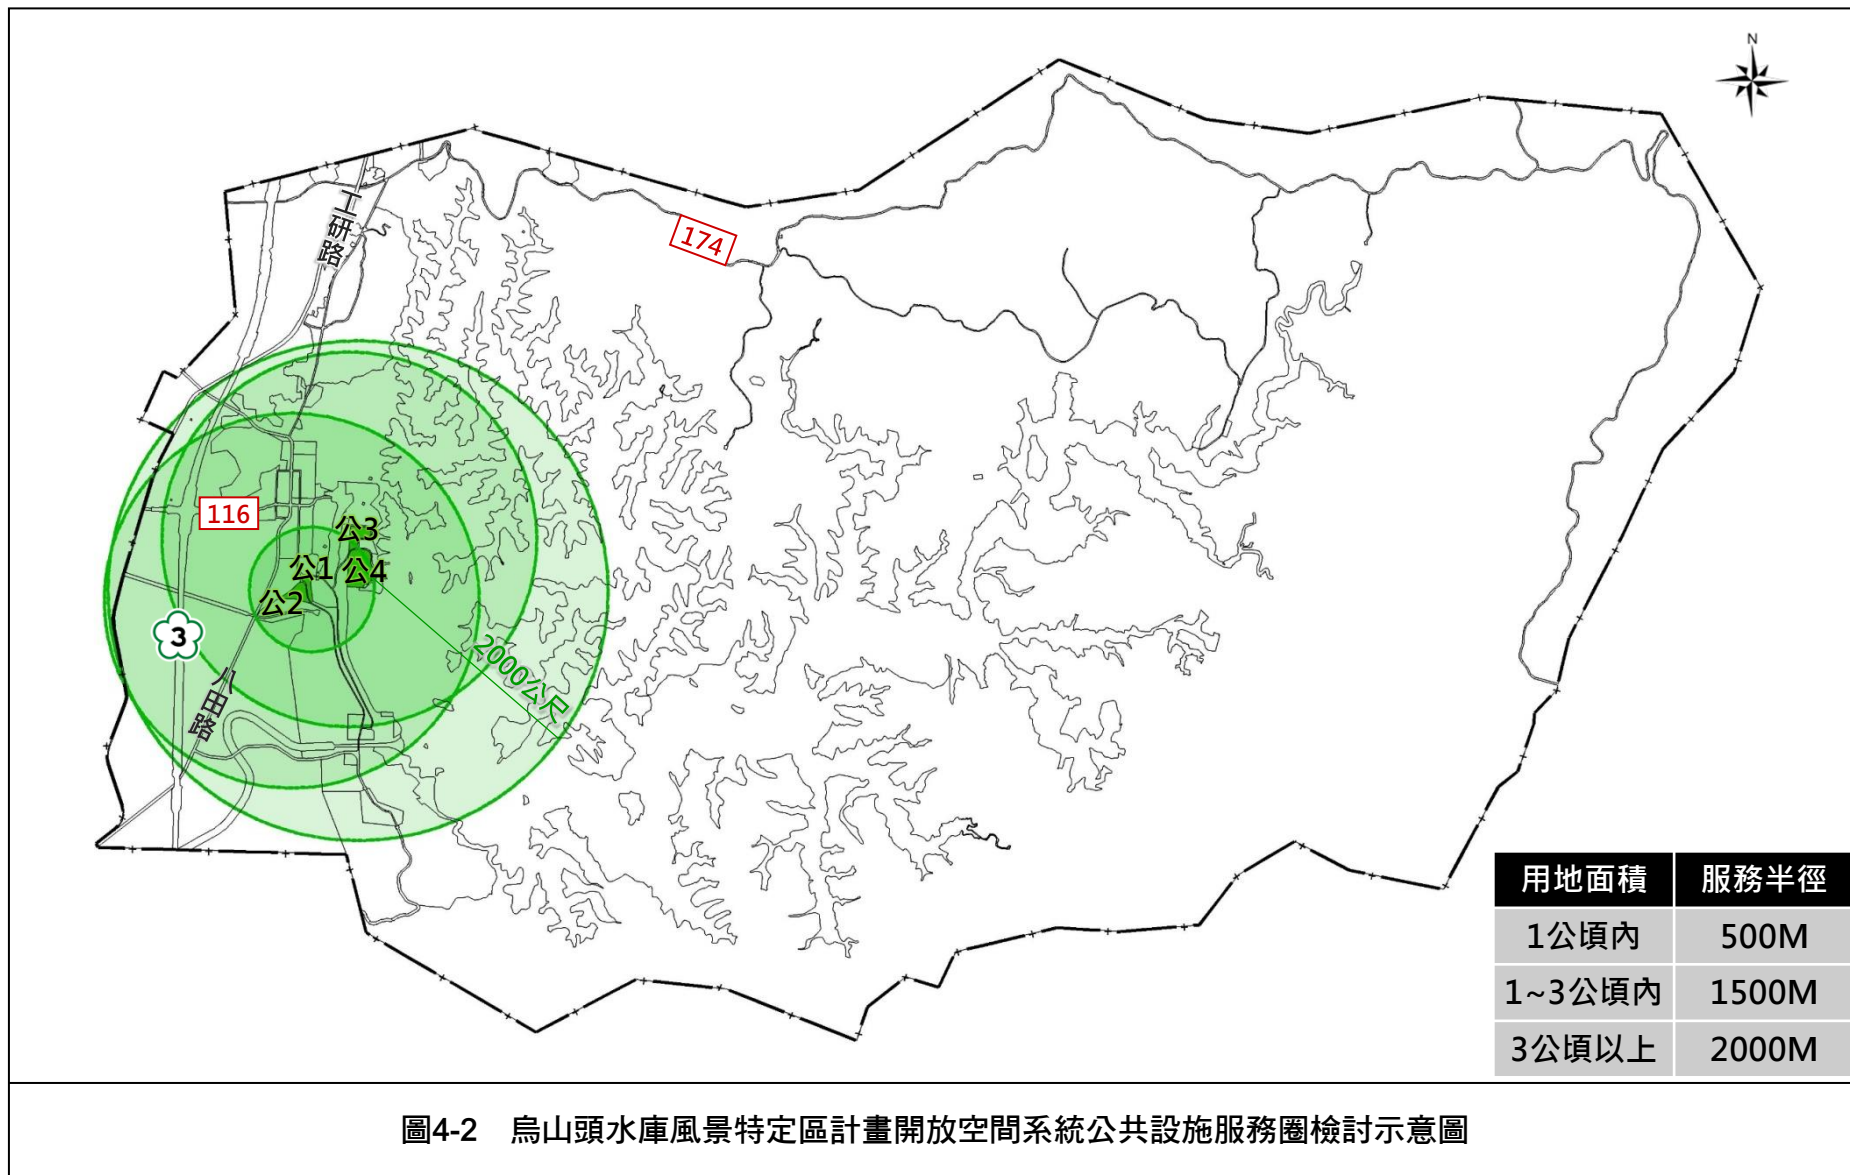 N
工研路
174
116
公3
公1
公4
公2
3
2000公尺
八田路
用地面積 服務半徑
1公頃內 500M
1~3公頃內 1500M
3公頃以上 2000M
圖4-2 烏山頭水庫風景特定區計畫開放空間系統公共設施服務圈檢討示意圖